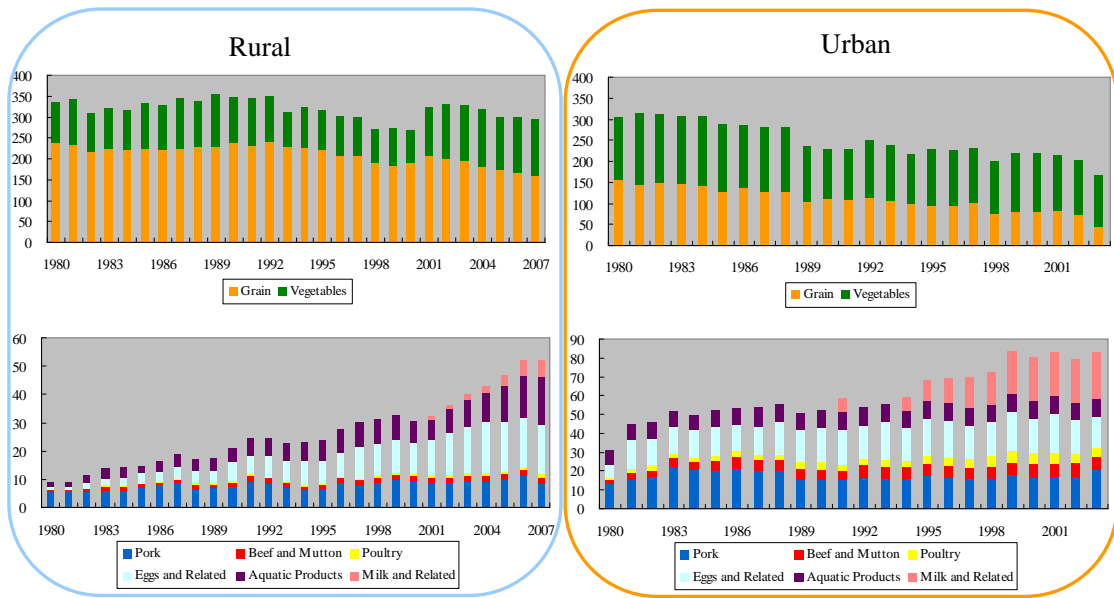 Rural
400
350
300
250
200
150
100
50
0
1980 1983 1986 1989 1992 1995 1998 2001 2004 2007
Grain Vegetables
60
50
40
30
20
10
0
1980 1983 1986 1989 1992 1995 1998 2001 2004 2007
Pork Beef and Mutton Poultry
Eggs and Related Aquatic Products Milk and Related
Urban
400
350
300
250
200
150
100
50
0
1980 1983 1986 1989 1992 1995 1998 2001
Grain Vegetables
90
80
70
60
50
40
30
20
10
0
1980 1983 1986 1989 1992 1995 1998 2001
Pork Beef and Mutton Poultry
Eggs and Related Aquatic Products Milk and Related